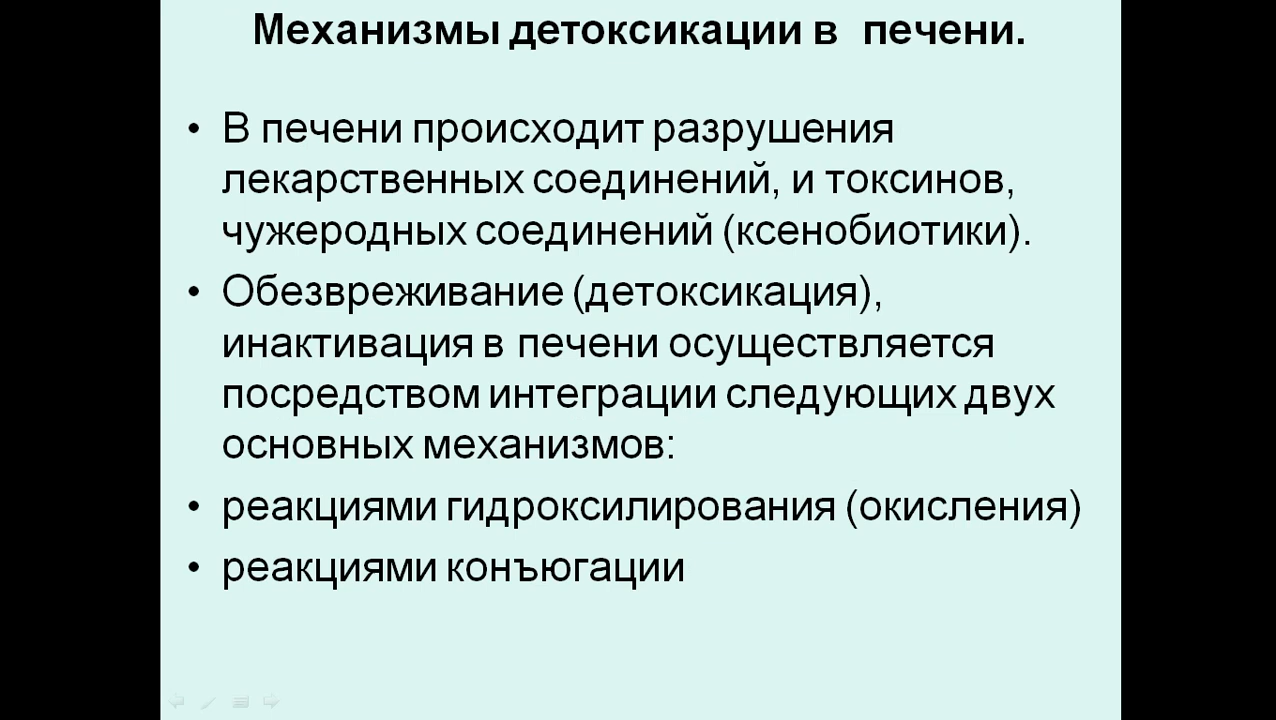 Механизмы детоксикации в  печени.
• В печени происходит разрушения
лекарственных соединений, и токсинов,
чужеродных соединений (ксенобиотики).
• Обезвреживание (детоксикация),
инактивация в печени осуществляется
посредством интеграции следующих двух
основных механизмов:
• реакциями гидроксилирования (окисления)
• реакциями конъюгации